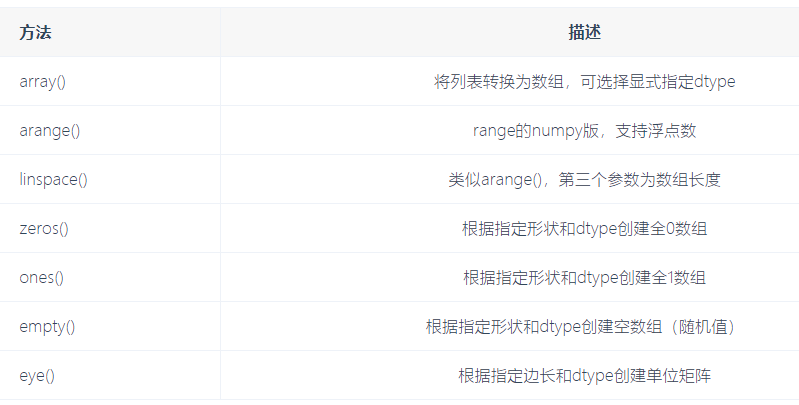 方法 描述
array() 将列表转换为数组，可选择显式指定dtype
arange() range的numpy版，支持浮点数
linspace() 类似arange()，第三个参数为数组长度
zeros() 根据指定形状和dtype创建全0数组
ones() 根据指定形状和dtype创建全1数组
empty() 根据指定形状和dtype创建空数组（随机值）
eye() 根据指定边长和dtype创建单位矩阵